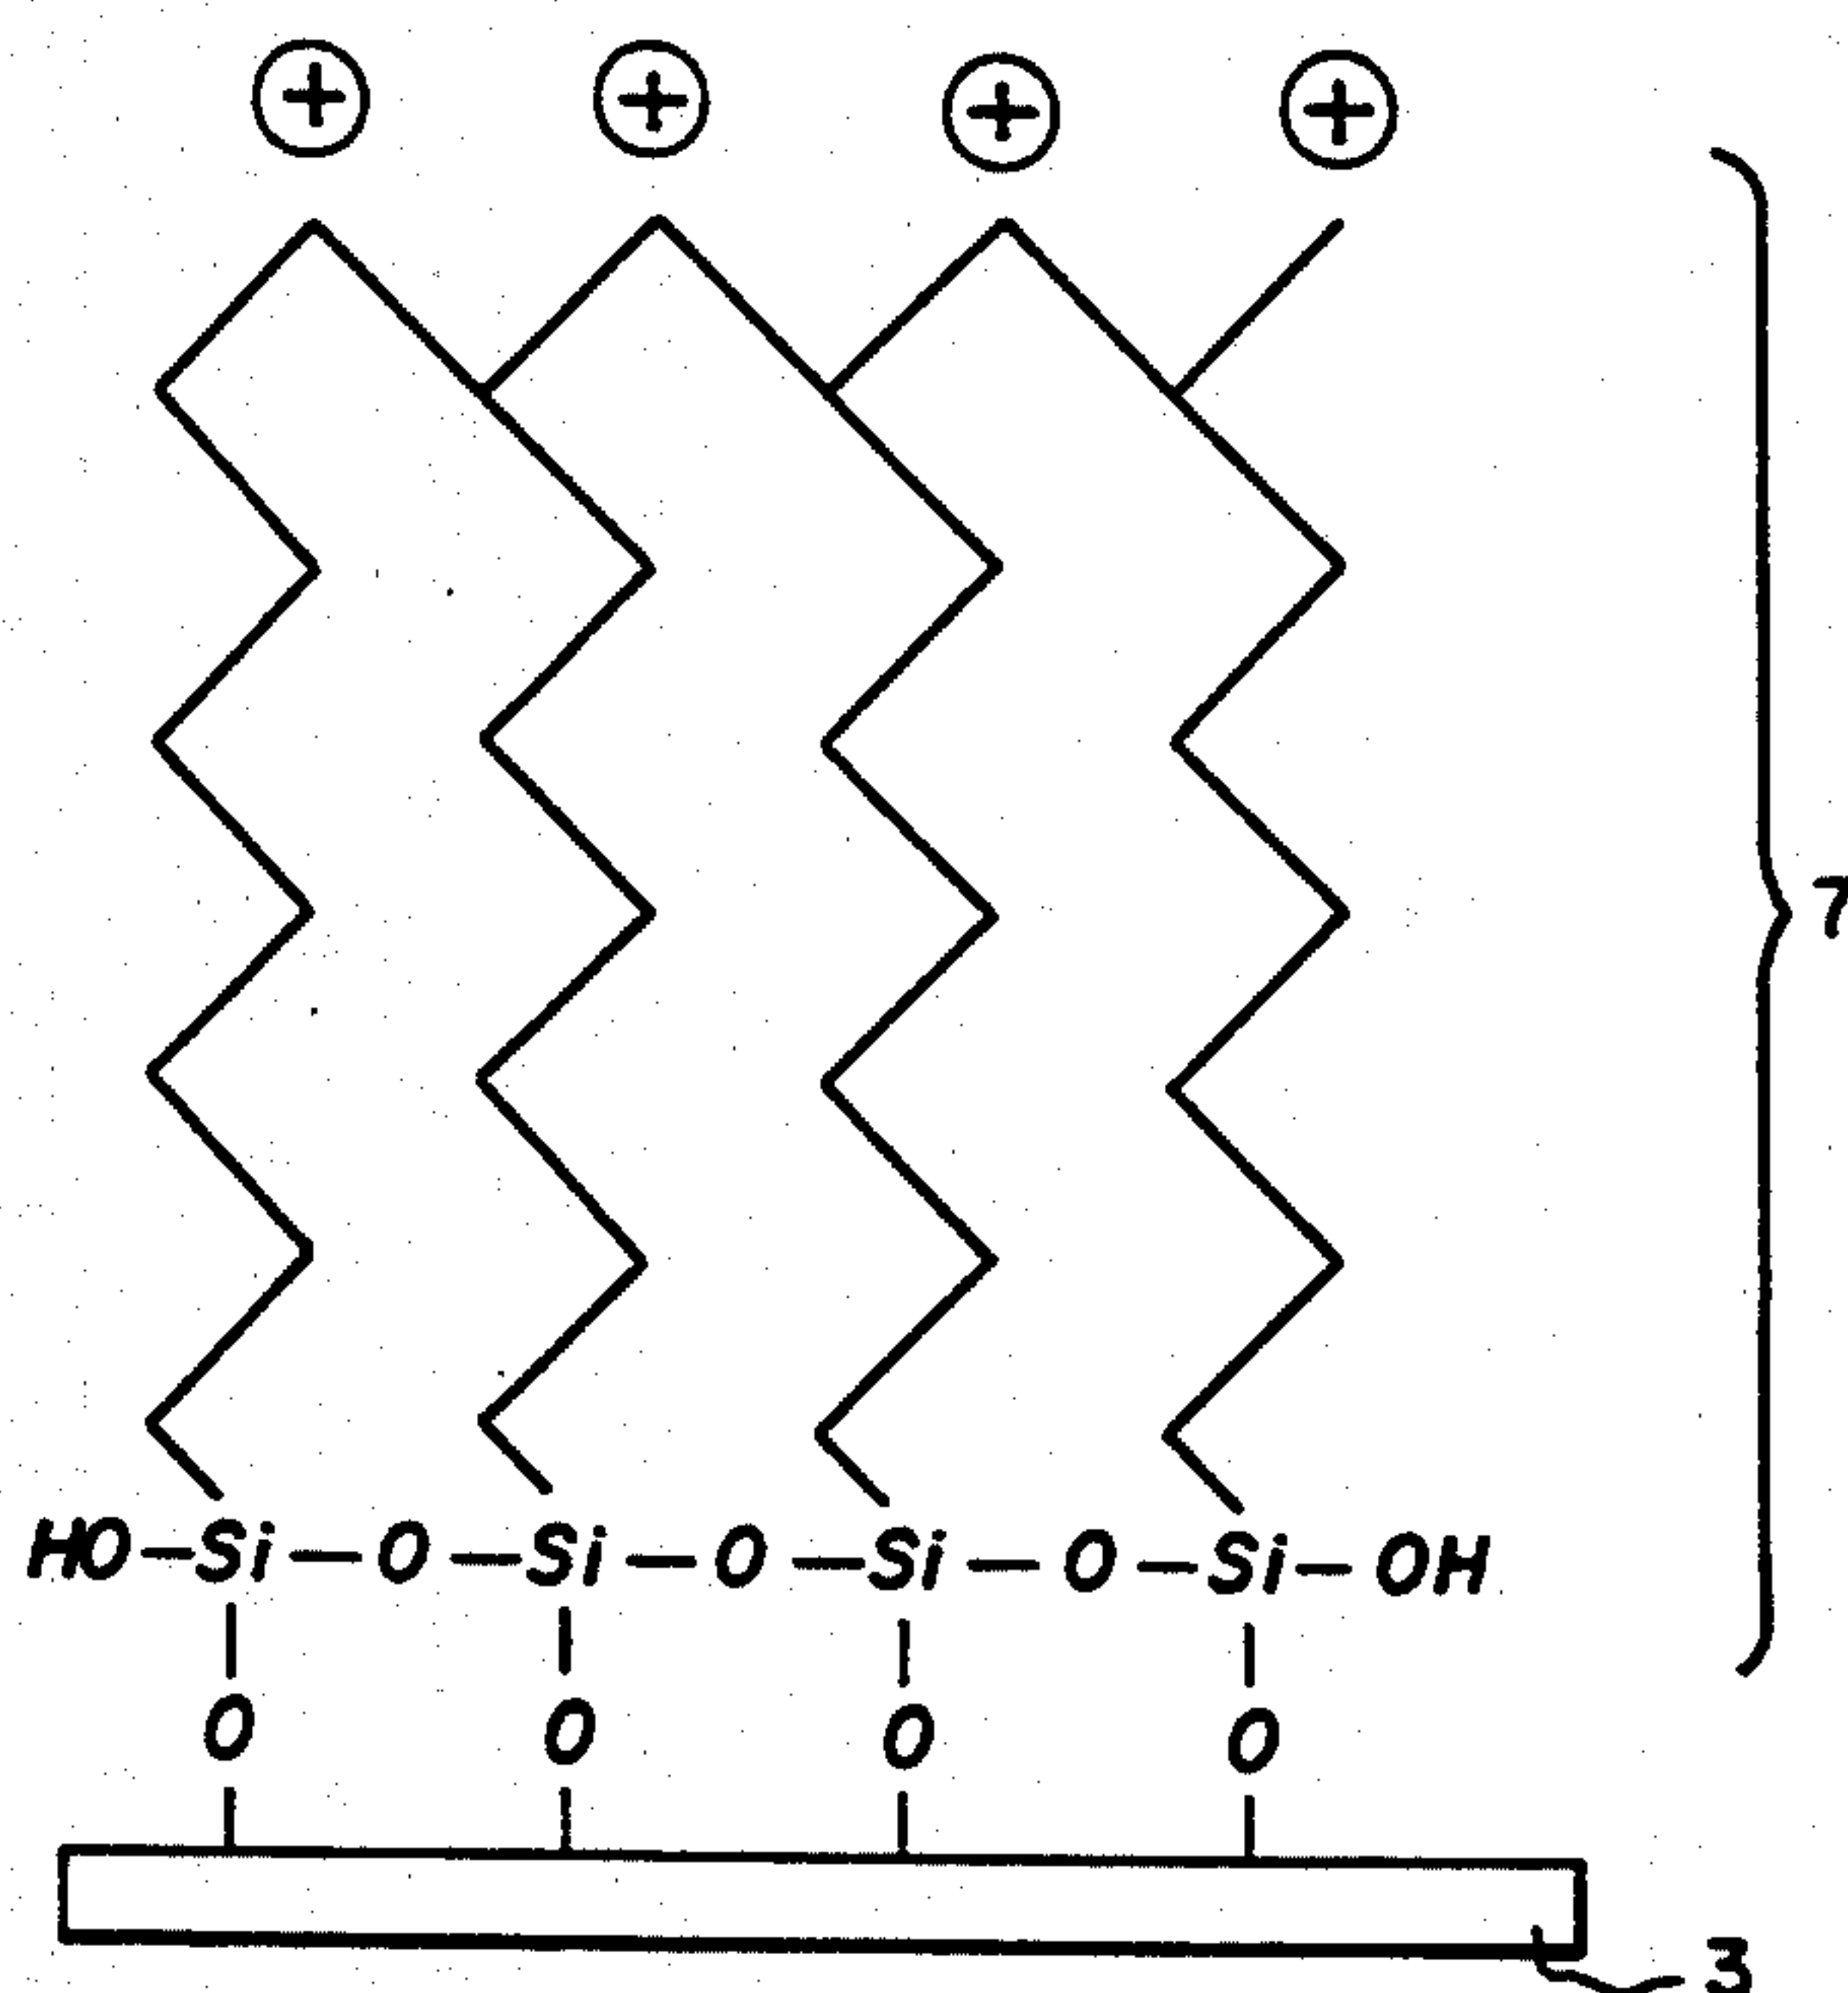 + + + +
7
HO—Si—O—Si—O—Si—O—Si—OH
O O O O
3